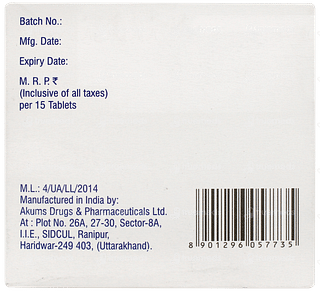 Batch No.:
Mfg. Date:
Expiry Date:
M. R. P. ₹
(Inclusive of all taxes)
per 15 Tablets
M.L.: 4/UA/LL/2014
Manufactured in India by:
Akums Drugs & Pharmaceuticals Ltd.
At : Plot No. 26A, 27-30, Sector-8A,
I.I.E., SIDCUL, Ranipur,
Haridwar-249 403, (Uttarakhand).
8 901296 057735